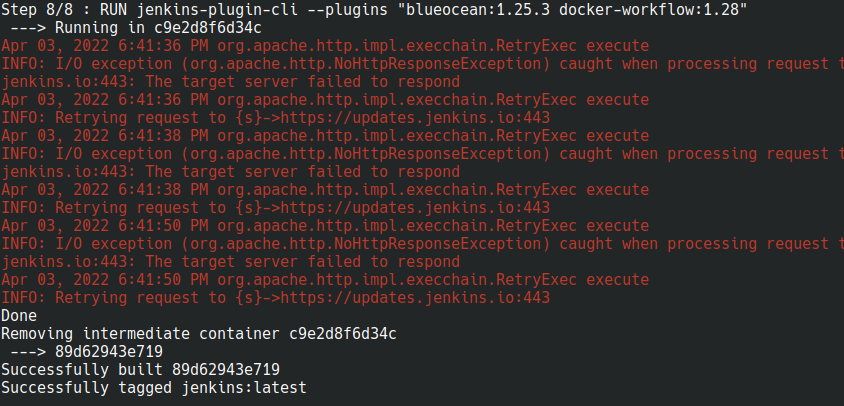 Step 8/8 : RUN jenkins-plugin-cli --plugins "blueocean:1.25.3 docker-workflow:1.28"
 ---> Running in c9e2d8f6d34c
Apr 03, 2022 6:41:36 PM org.apache.http.impl.execchain.RetryExec execute
INFO: I/O exception (org.apache.http.NoHttpResponseException) caught when processing request t
jenkins.io:443: The target server failed to respond
Apr 03, 2022 6:41:36 PM org.apache.http.impl.execchain.RetryExec execute
INFO: Retrying request to {s}->https://updates.jenkins.io:443
Apr 03, 2022 6:41:38 PM org.apache.http.impl.execchain.RetryExec execute
INFO: I/O exception (org.apache.http.NoHttpResponseException) caught when processing request t
jenkins.io:443: The target server failed to respond
Apr 03, 2022 6:41:38 PM org.apache.http.impl.execchain.RetryExec execute
INFO: Retrying request to {s}->https://updates.jenkins.io:443
Apr 03, 2022 6:41:50 PM org.apache.http.impl.execchain.RetryExec execute
INFO: I/O exception (org.apache.http.NoHttpResponseException) caught when processing request t
jenkins.io:443: The target server failed to respond
Apr 03, 2022 6:41:50 PM org.apache.http.impl.execchain.RetryExec execute
INFO: Retrying request to {s}->https://updates.jenkins.io:443
Done
Removing intermediate container c9e2d8f6d34c
 ---> 89d62943e719
Successfully built 89d62943e719
Successfully tagged jenkins:latest